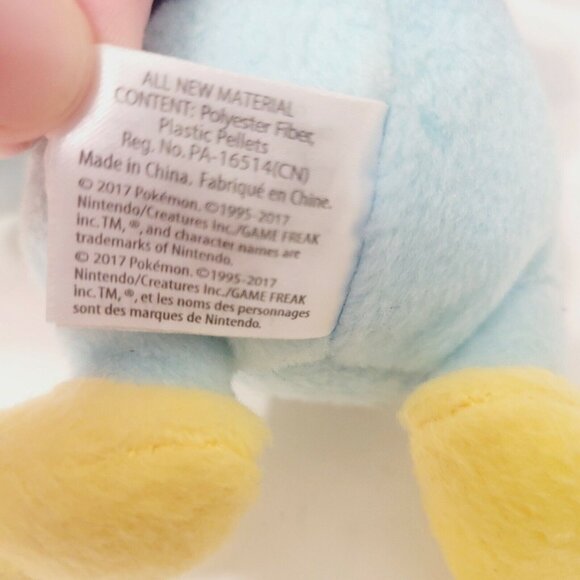 ALL NEW MATERIAL
CONTENT: Polyester Fiber,
Plastic Pellets
Reg. No. PA-16514(CN)
Made in China, Fabriqué en Chine.
© 2017 Pokémon. ©1995-2017
Nintendo/Creatures Inc./GAME FREAK
inc.TM, ®, and character names are
trademarks of Nintendo.
© 2017 Pokémon. ©1995-2017
Nintendo/Creatures Inc./GAME FREAK
inc.TM, ®, et les noms des personnages
sont des marques de Nintendo.